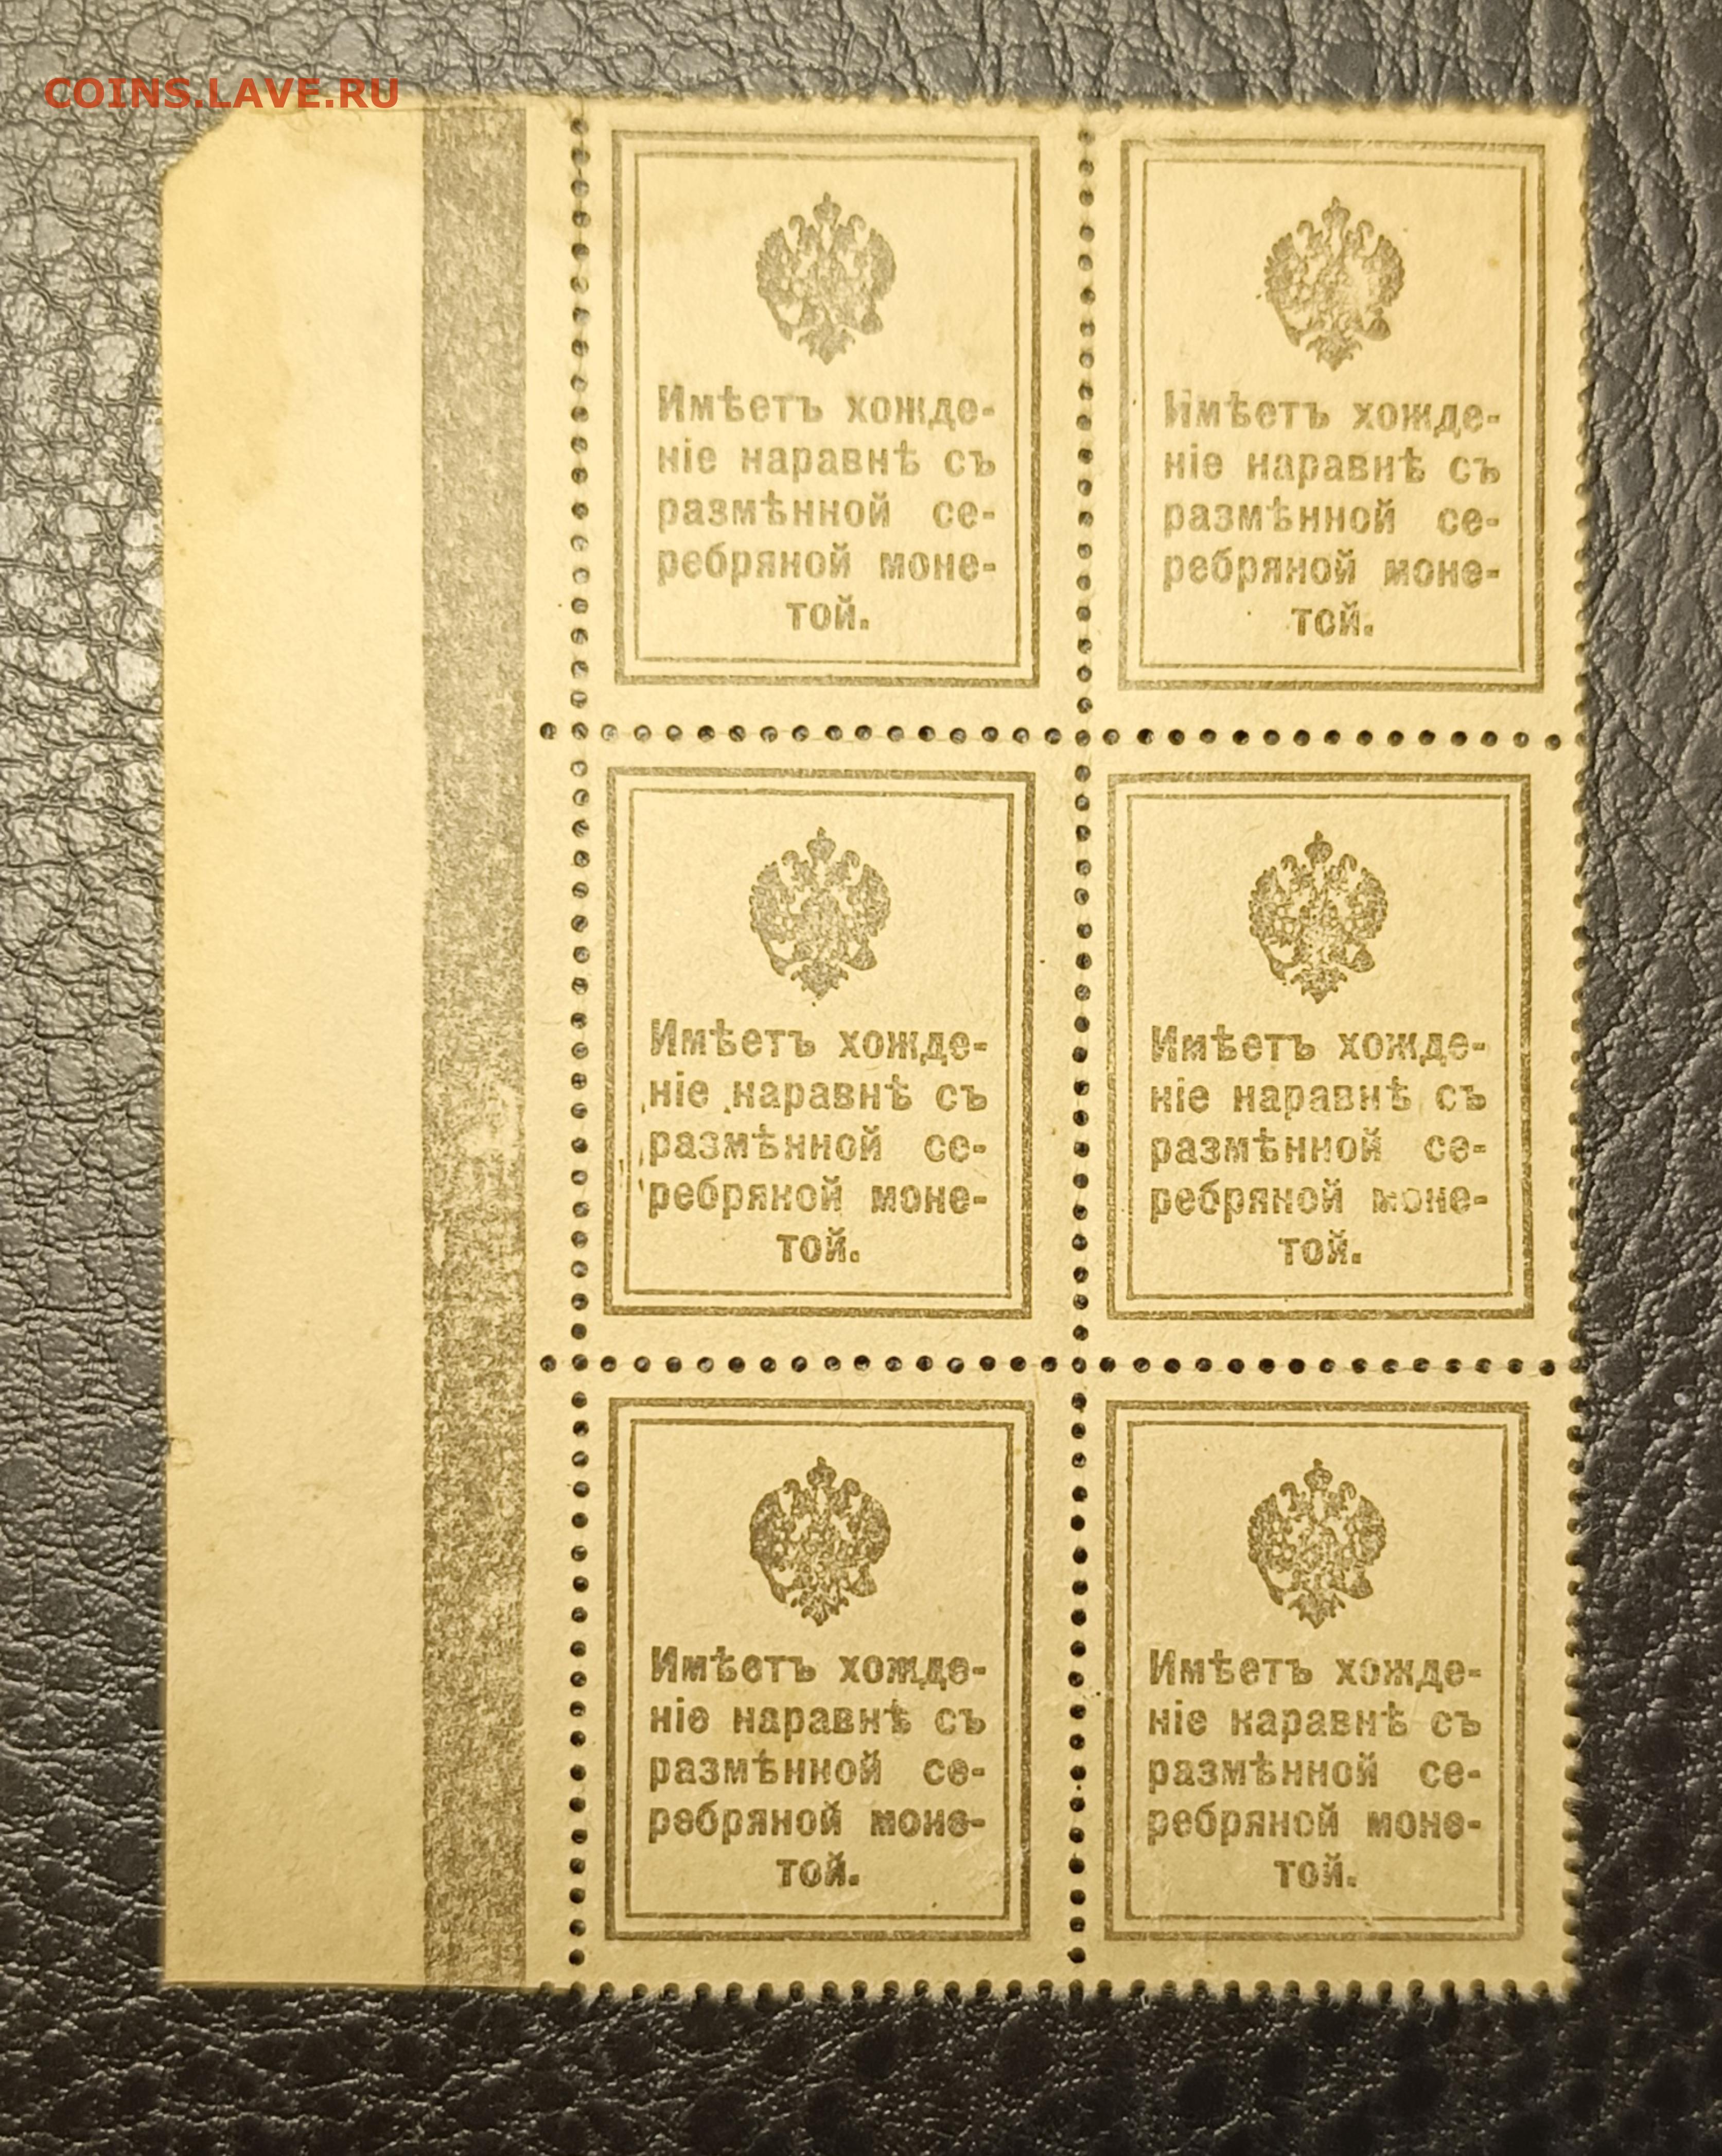 COINS.LAVE.RU
Имѣетъ хожде-
ніе наравнѣ съ
размѣнной се-
ребряной моне-
той.
Имѣетъ хожде-
ніе наравнѣ съ
размѣнной се-
ребряной моне-
той.
Имѣетъ хожде-
ніе наравнѣ съ
размѣнной се-
ребряной моне-
той.
Имѣетъ хожде-
ніе наравнѣ съ
размѣнной се-
ребряной моне-
той.
Имѣетъ хожде-
ніе наравнѣ съ
размѣнной се-
ребряной моне-
той.
Имѣетъ хожде-
ніе наравнѣ съ
размѣнной се-
ребряной моне-
той.